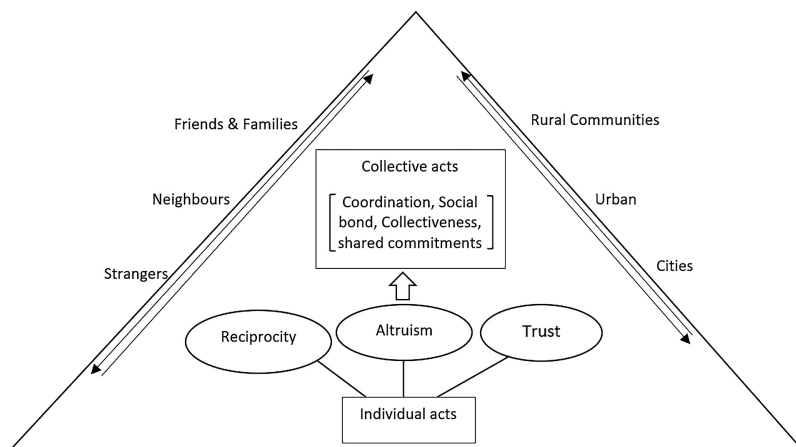 Friends & Families
Rural Communities
Collective acts
Neighbours
Urban
Coordination, Social
bond, Collectiveness,
shared commitments
Strangers
Cities
Reciprocity
Altruism
Trust
Individual acts